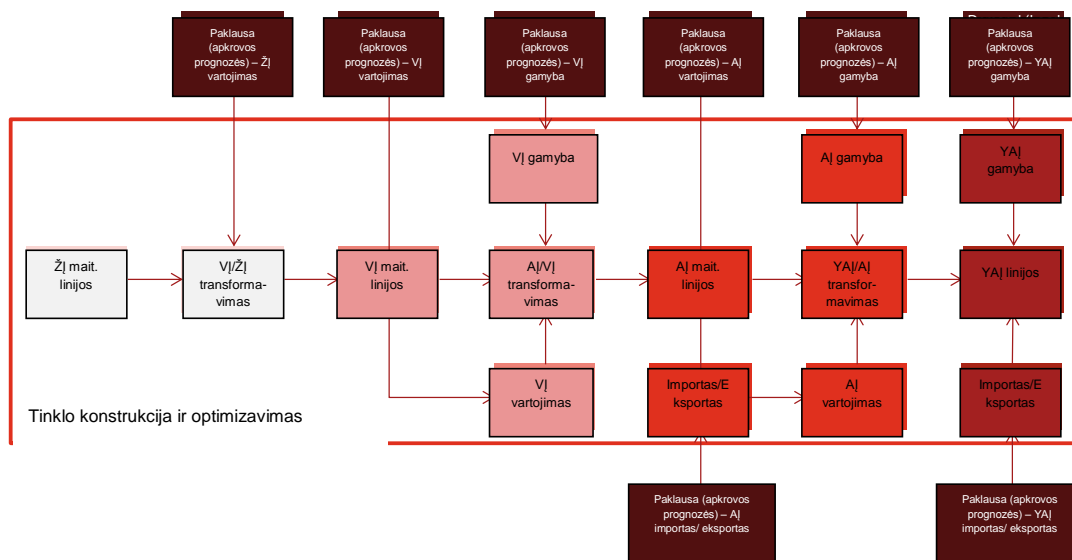 Paklausa
(apkrovos
prognozės) – ŽĮ
vartojimas
Paklausa
(apkrovos
prognozės) – VĮ
vartojimas
Paklausa
(apkrovos
prognozės) – VĮ
gamyba
Paklausa
(apkrovos
prognozės) – AĮ
vartojimas
Paklausa
(apkrovos
prognozės) – AĮ
gamyba
Paklausa
(apkrovos
prognozės) – YAĮ
gamyba
VĮ gamyba
AĮ gamyba
YAĮ
gamyba
ŽĮ mait.
linijos
VĮ/ŽĮ
transforma-
vimas
VĮ mait.
linijos
AĮ/VĮ
transforma-
vimas
AĮ mait.
linijos
YAĮ/AĮ
transfor-
mavimas
YAĮ linijos
VĮ
vartojimas
Importas/E
ksportas
AĮ
vartojimas
Importas/E
ksportas
Tinklo konstrukcija ir optimizavimas
Paklausa (apkrovos
prognozės) – AĮ
importas/ eksportas
Paklausa (apkrovos
prognozės) – YAĮ
importas/ eksportas